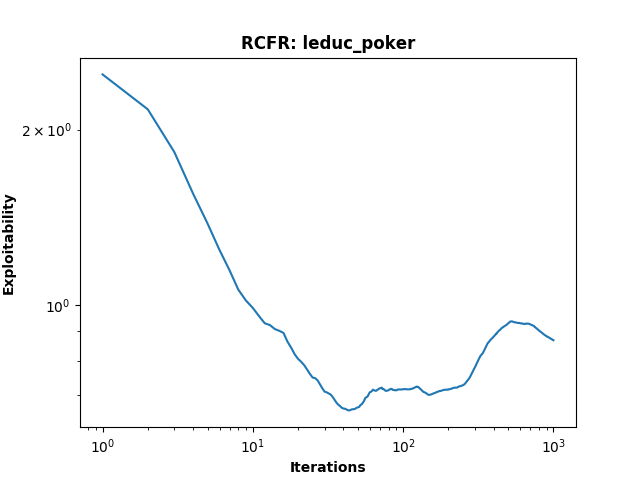 RCFR: leduc_poker
2 × 10⁰
10⁰
Exploitability
10⁰ 10¹ 10² 10³
Iterations